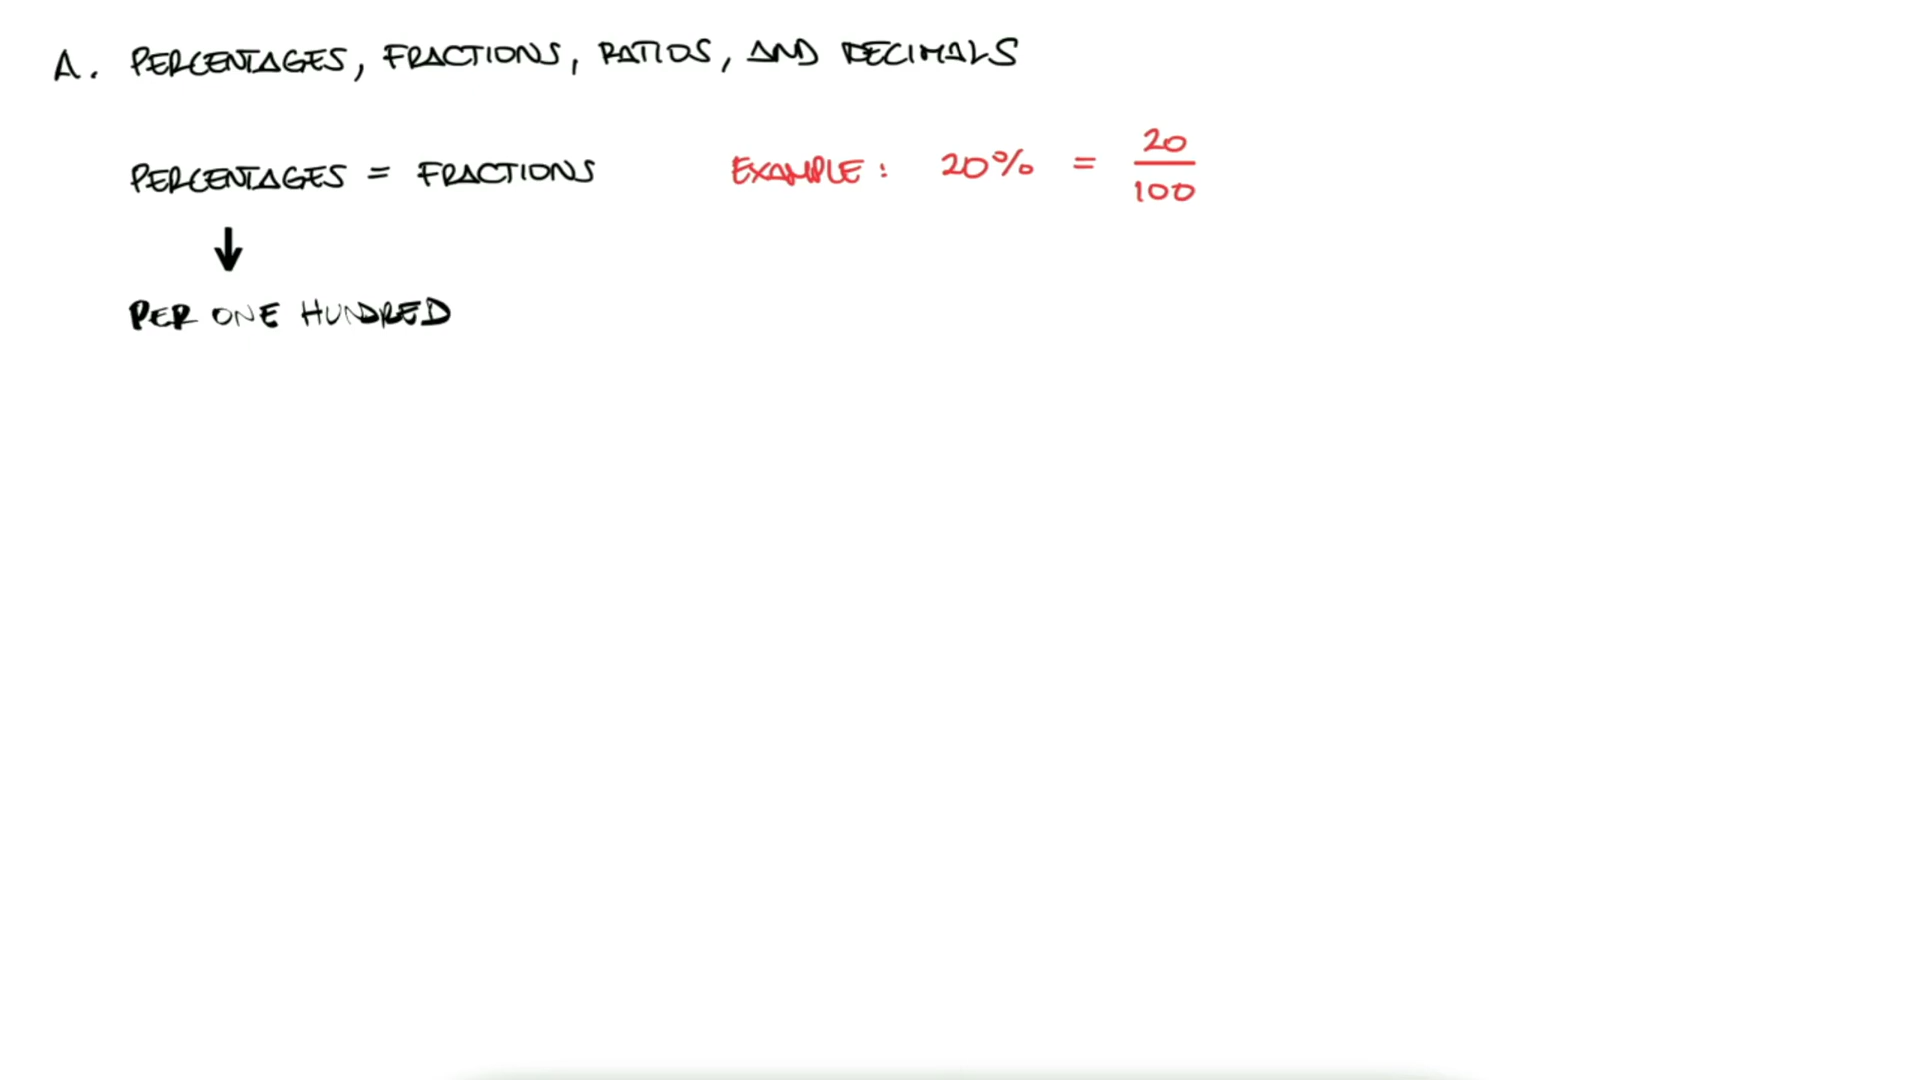 A. PERCENTAGES, FRACTIONS, RATIOS, AND DECIMALS
PERCENTAGES = FRACTIONS EXAMPLE: 20% = 20/100
↓
PER ONE HUNDRED